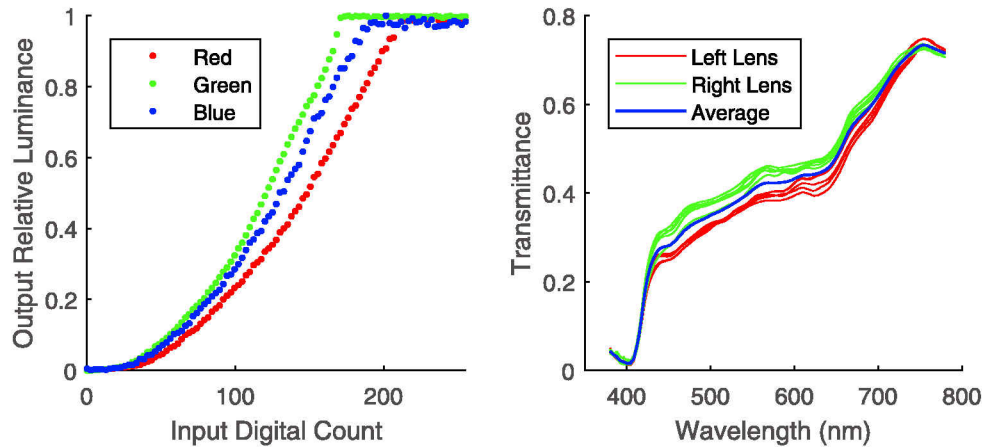 Output Relative Luminance
1
0.8
0.6
0.4
0.2
0
0
100
200
Input Digital Count
Red
Green
Blue
Transmittance
0.8
0.6
0.4
0.2
0
400
500
600
700
800
Wavelength (nm)
Left Lens
Right Lens
Average